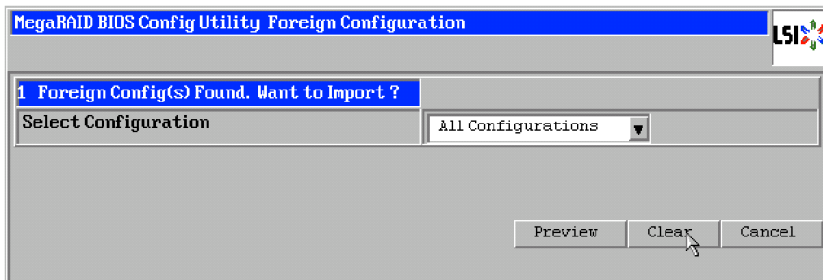 MegaRAID BIOS Config Utility Foreign Configuration
LSI
1 Foreign Config(s) Found. Want to Import ?
Select Configuration All Configurations
Preview Clear Cancel